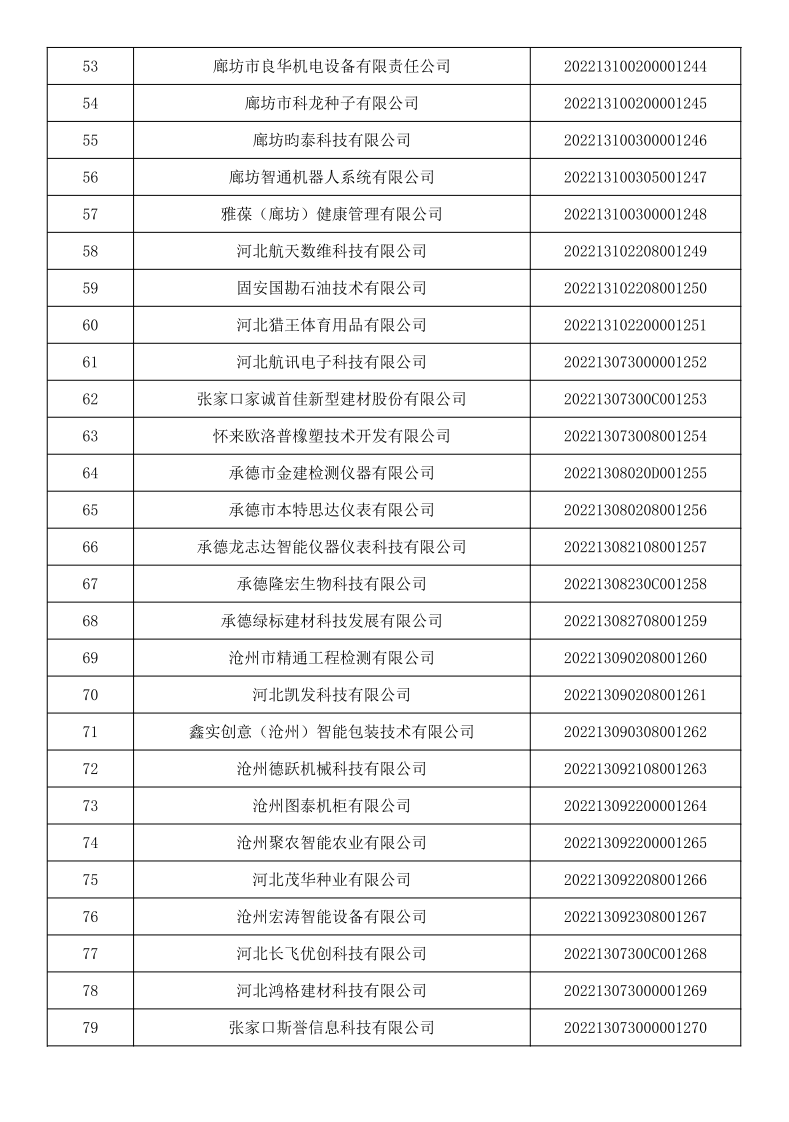 53 廊坊市良华机电设备有限责任公司 202213100200001244
54 廊坊市科龙种子有限公司 202213100200001245
55 廊坊昀泰科技有限公司 202213100300001246
56 廊坊智通机器人系统有限公司 202213100305001247
57 雅葆（廊坊）健康管理有限公司 202213100300001248
58 河北航天数维科技有限公司 202213102208001249
59 固安国勘石油技术有限公司 202213102208001250
60 河北猎王体育用品有限公司 202213102200001251
61 河北航讯电子科技有限公司 202213073000001252
62 张家口家诚首佳新型建材股份有限公司 20221307300C001253
63 怀来欧洛普橡塑技术开发有限公司 202213073008001254
64 承德市金建检测仪器有限公司 20221308020D001255
65 承德市本特思达仪表有限公司 202213080208001256
66 承德龙志达智能仪器仪表科技有限公司 202213082108001257
67 承德隆宏生物科技有限公司 20221308230C001258
68 承德绿标建材科技发展有限公司 202213082708001259
69 沧州市精通工程检测有限公司 202213090208001260
70 河北凯发科技有限公司 202213090208001261
71 鑫实创意（沧州）智能包装技术有限公司 202213090308001262
72 沧州德跃机械科技有限公司 202213092108001263
73 沧州图泰机柜有限公司 202213092200001264
74 沧州聚农智能农业有限公司 202213092200001265
75 河北茂华种业有限公司 202213092208001266
76 沧州宏涛智能设备有限公司 202213092308001267
77 河北长飞优创科技有限公司 20221307300C001268
78 河北鸿格建材科技有限公司 202213073000001269
79 张家口斯誉信息科技有限公司 202213073000001270